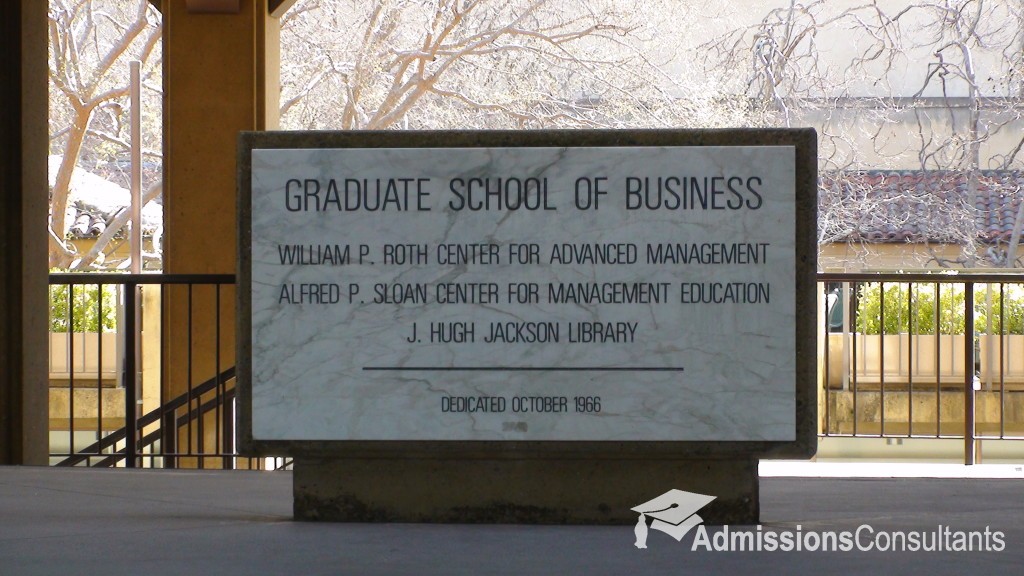 GRADUATE SCHOOL OF BUSINESS
WILLIAM P. ROTH CENTER FOR ADVANCED MANAGEMENT
ALFRED P. SLOAN CENTER FOR MANAGEMENT EDUCATION
J. HUGH JACKSON LIBRARY
DEDICATED OCTOBER 1966
AdmissionsConsultants